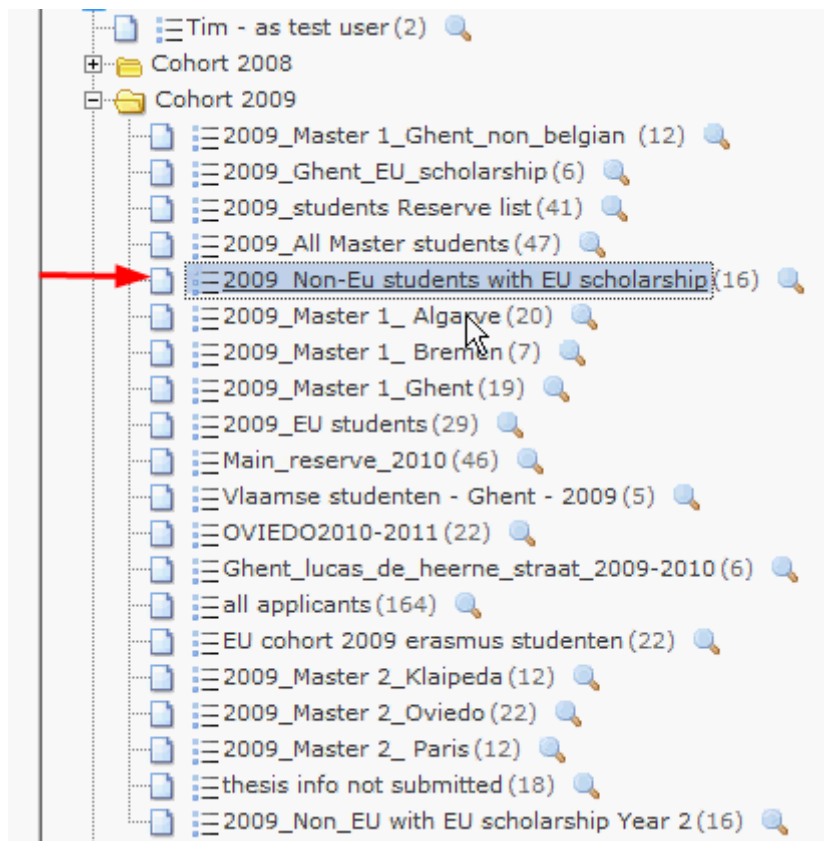 Tim - as test user (2)
Cohort 2008
Cohort 2009
2009_Master 1_Ghent_non_belgian (12)
2009_Ghent_EU_scholarship (6)
2009_students Reserve list (41)
2009_All Master students (47)
2009_Non-Eu students with EU scholarship (16)
2009_Master 1_ Algarve (20)
2009_Master 1_ Bremen (7)
2009_Master 1_Ghent (19)
2009_EU students (29)
Main_reserve_2010 (46)
Vlaamse studenten - Ghent - 2009 (5)
OVIEDO2010-2011 (22)
Ghent_lucas_de_heerne_straat_2009-2010 (6)
all applicants (164)
EU cohort 2009 erasmus studenten (22)
2009_Master 2_Klaipeda (12)
2009_Master 2_Oviedo (22)
2009_Master 2_ Paris (12)
thesis info not submitted (18)
2009_Non_EU with EU scholarship Year 2 (16)